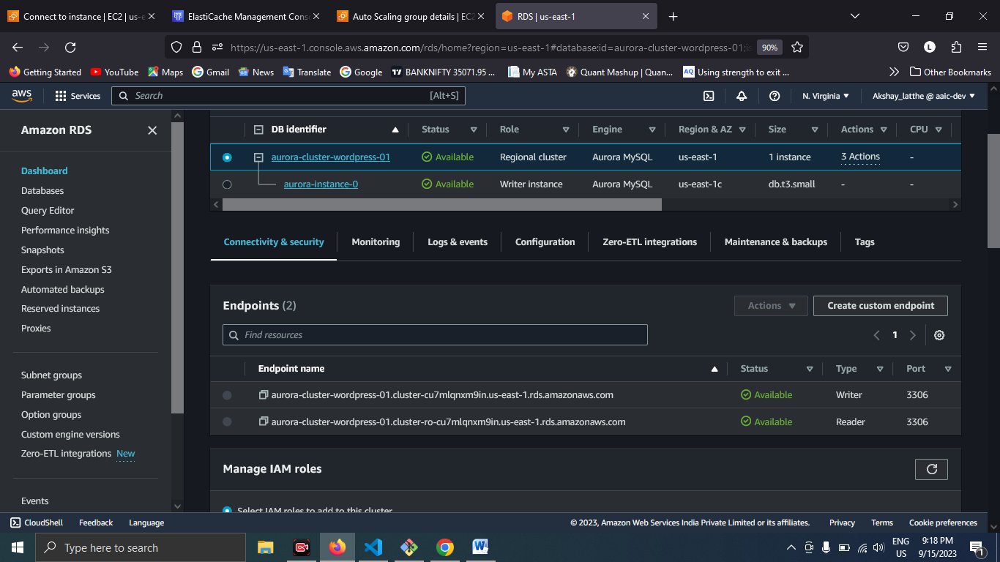 Connect to instance | EC2 | us-e
ElastiCache Management Cons
Auto Scaling group details | EC2
RDS | us-east-1
https://us-east-1.console.aws.amazon.com/rds/home?region=us-east-1#database:id=aurora-cluster-wordpress-01;is
90%
L
Getting Started
YouTube
Maps
Gmail
News
Translate
Google
BANKNIFTY 35071.95 ...
My ASTA
Quant Mashup | Quan...
AQ Using strength to exit ...
Other Bookmarks
aws
Services
Search
[Alt+S]
N. Virginia
Akshay_latthe @ aaic-dev
Amazon RDS
Dashboard
Databases
Query Editor
Performance insights
Snapshots
Exports in Amazon S3
Automated backups
Reserved instances
Proxies
Subnet groups
Parameter groups
Option groups
Custom engine versions
Zero-ETL integrations New
Events
DB identifier Status Role Engine Region & AZ Size Actions CPU
aurora-cluster-wordpress-01 Available Regional cluster Aurora MySQL us-east-1 1 instance 3 Actions -
aurora-instance-0 Available Writer instance Aurora MySQL us-east-1c db.t3.small - -
Connectivity & security
Monitoring
Logs & events
Configuration
Zero-ETL integrations
Maintenance & backups
Tags
Endpoints (2)
Actions
Create custom endpoint
Find resources
1
Endpoint name Status Type Port
aurora-cluster-wordpress-01.cluster-cu7mlqnxm9in.us-east-1.rds.amazonaws.com Available Writer 3306
aurora-cluster-wordpress-01.cluster-ro-cu7mlqnxm9in.us-east-1.rds.amazonaws.com Available Reader 3306
Manage IAM roles
Select IAM roles to add to this cluster
CloudShell
Feedback
Language
© 2023, Amazon Web Services India Private Limited or its affiliates.
Privacy
Terms
Cookie preferences
Type here to search
ENG
US
9:18 PM
9/15/2023
1